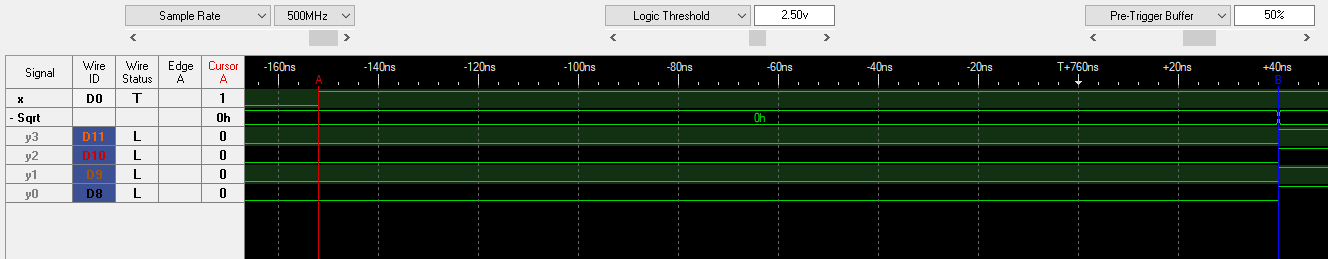 Sample Rate 500MHz Logic Threshold 2.50v Pre-Trigger Buffer 50%
Signal Wire ID Wire Status Edge A Cursor A -160ns -140ns -120ns -100ns -80ns -60ns -40ns -20ns T+760ns +20ns +40ns
A B
x D0 T 1
- Sqrt 0h 0h
y3 D11 L 0
y2 D10 L 0
y1 D9 L 0
y0 D8 L 0